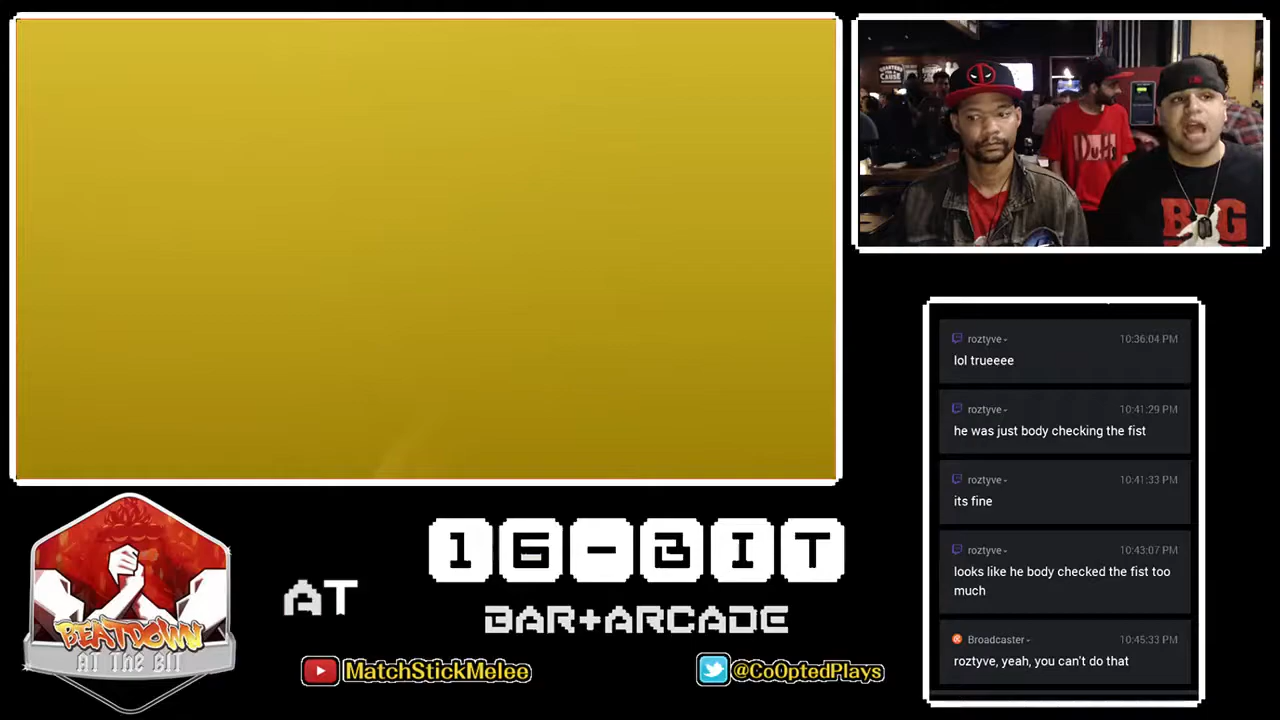 Duffs
BIG
roztyve-
10:36:04 PM
lol trueeee
roztyve-
10:41:29 PM
he was just body checking the fist
roztyve-
10:41:33 PM
its fine
roztyve-
10:43:07 PM
looks like he body checked the fist too
much
Broadcaster-
10:45:33 PM
roztyve, yeah, you can't do that
BEATDOWN
AT THE BIT
AT
16-BIT
BAR+ARCADE
MatchStickMelee
@CoOptedPlays